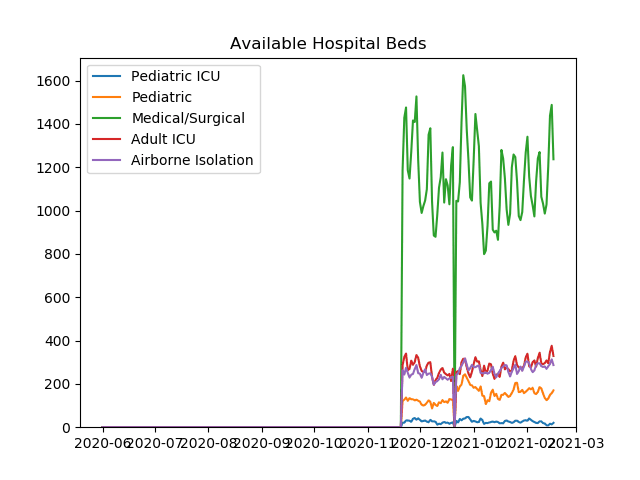 Available Hospital Beds
Pediatric ICU
Pediatric
Medical/Surgical
Adult ICU
Airborne Isolation
1600
1400
1200
1000
800
600
400
200
0
2020-06 2020-07 2020-08 2020-09 2020-10 2020-11 2020-12 2021-01 2021-02 2021-03